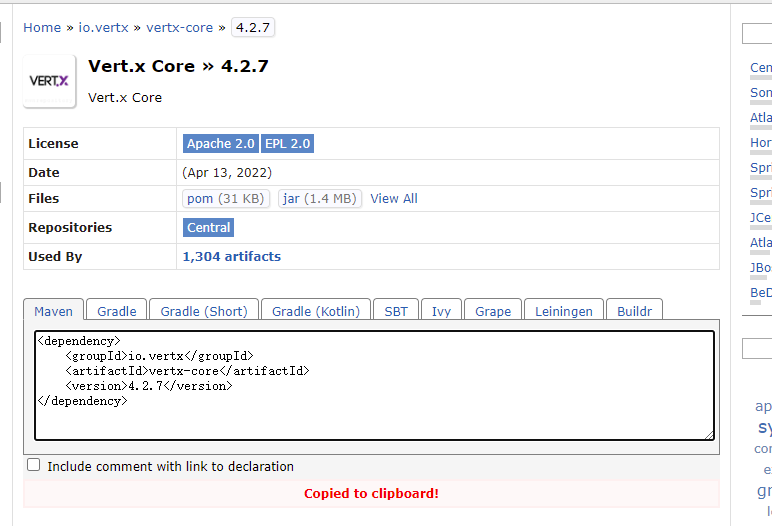 Home » io.vertx » vertx-core » 4.2.7
VERT.X
Vert.x Core » 4.2.7
Vert.x Core
License Apache 2.0 EPL 2.0
Date (Apr 13, 2022)
Files pom (31 KB) jar (1.4 MB) View All
Repositories Central
Used By 1,304 artifacts
Maven Gradle Gradle (Short) Gradle (Kotlin) SBT Ivy Grape Leiningen Buildr
<dependency>
    <groupId>io.vertx</groupId>
    <artifactId>vertx-core</artifactId>
    <version>4.2.7</version>
</dependency>
Include comment with link to declaration
Copied to clipboard!
Cen
Son
Atla
Hor
Spri
Spri
JCe
Atla
JBo
BeD
ap
sy
con
ex
gr